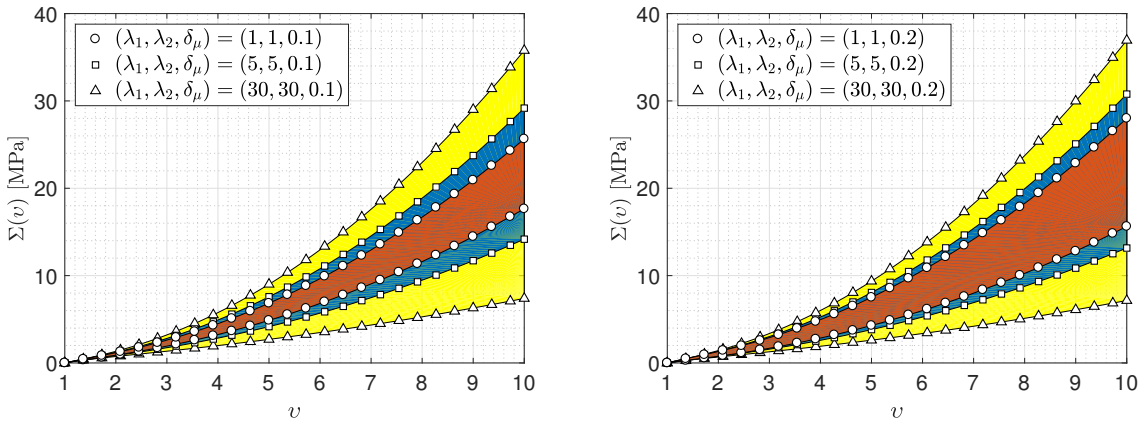 40
30
20
10
0
Σ(υ) [MPa]
(λ₁, λ₂, δμ) = (1, 1, 0.1)
(λ₁, λ₂, δμ) = (5, 5, 0.1)
(λ₁, λ₂, δμ) = (30, 30, 0.1)
1 2 3 4 5 6 7 8 9 10
υ
40
30
20
10
0
Σ(υ) [MPa]
(λ₁, λ₂, δμ) = (1, 1, 0.2)
(λ₁, λ₂, δμ) = (5, 5, 0.2)
(λ₁, λ₂, δμ) = (30, 30, 0.2)
1 2 3 4 5 6 7 8 9 10
υ